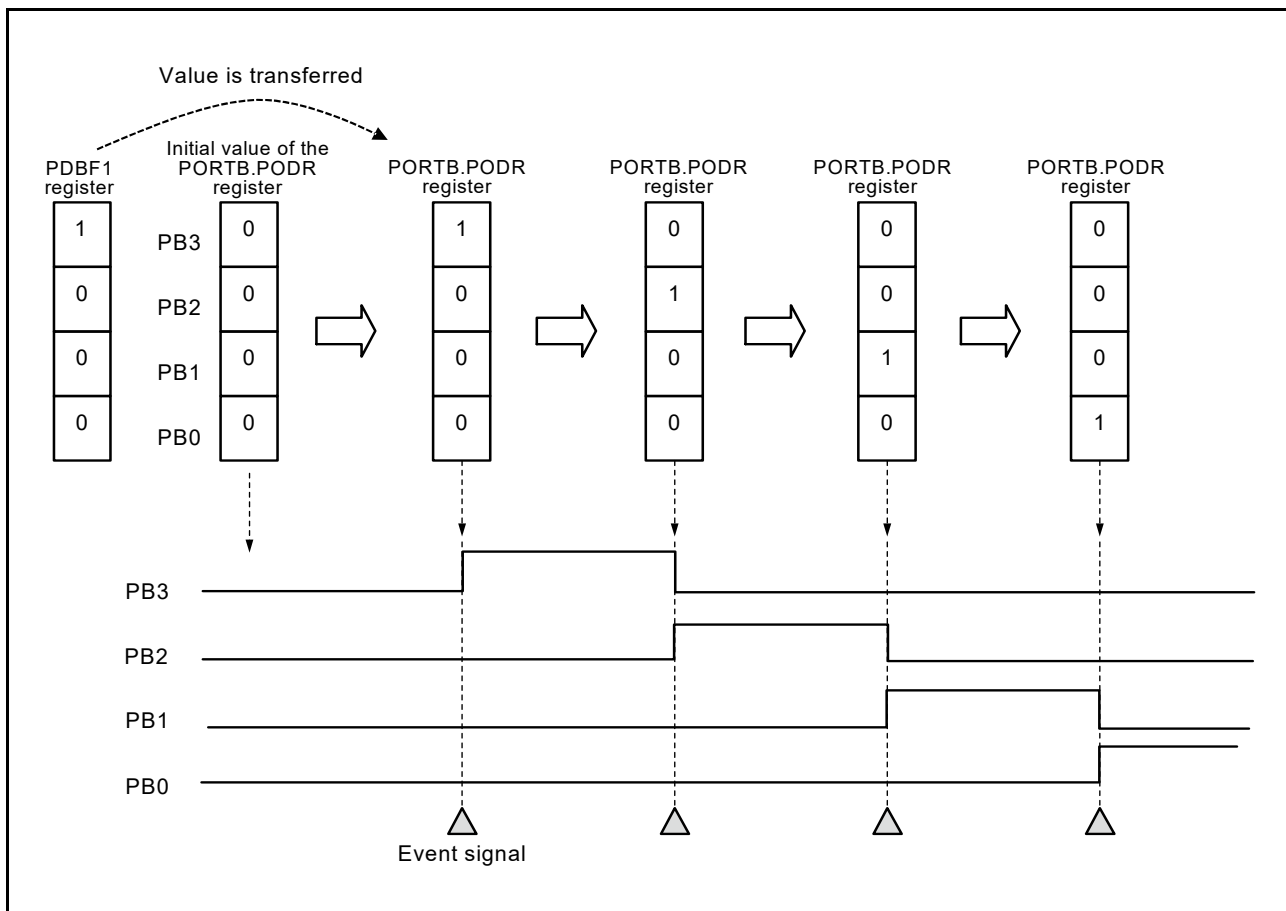 Value is transferred
PDBF1
register
Initial value of the
PORTB.PODR
register
PORTB.PODR
register
PORTB.PODR
register
PORTB.PODR
register
PORTB.PODR
register
1
PB3
0
1
0
0
0
0
PB2
0
0
1
0
0
0
PB1
0
0
0
1
0
0
PB0
0
0
0
0
1
PB3
PB2
PB1
PB0
Event signal